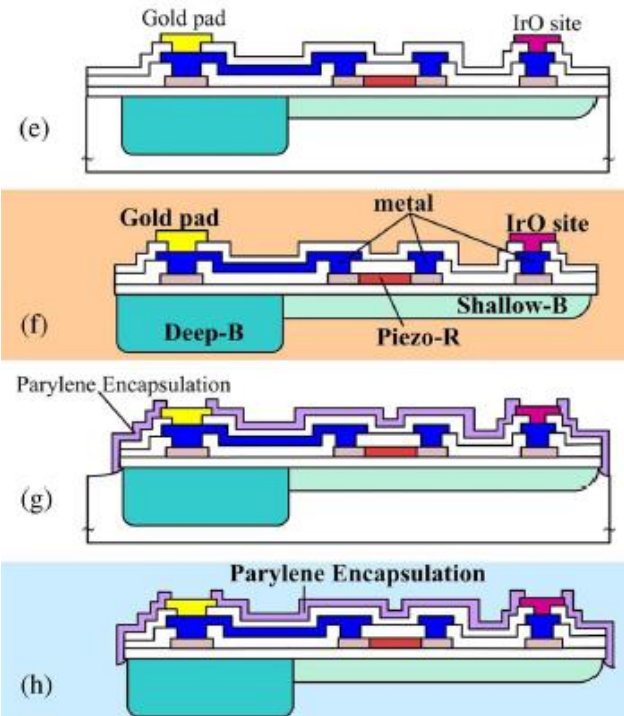 Gold pad IrO site
(e)
metal
Gold pad IrO site
Shallow-B
(f) Deep-B Piezo-R
Parylene Encapsulation
(g)
Parylene Encapsulation
(h)